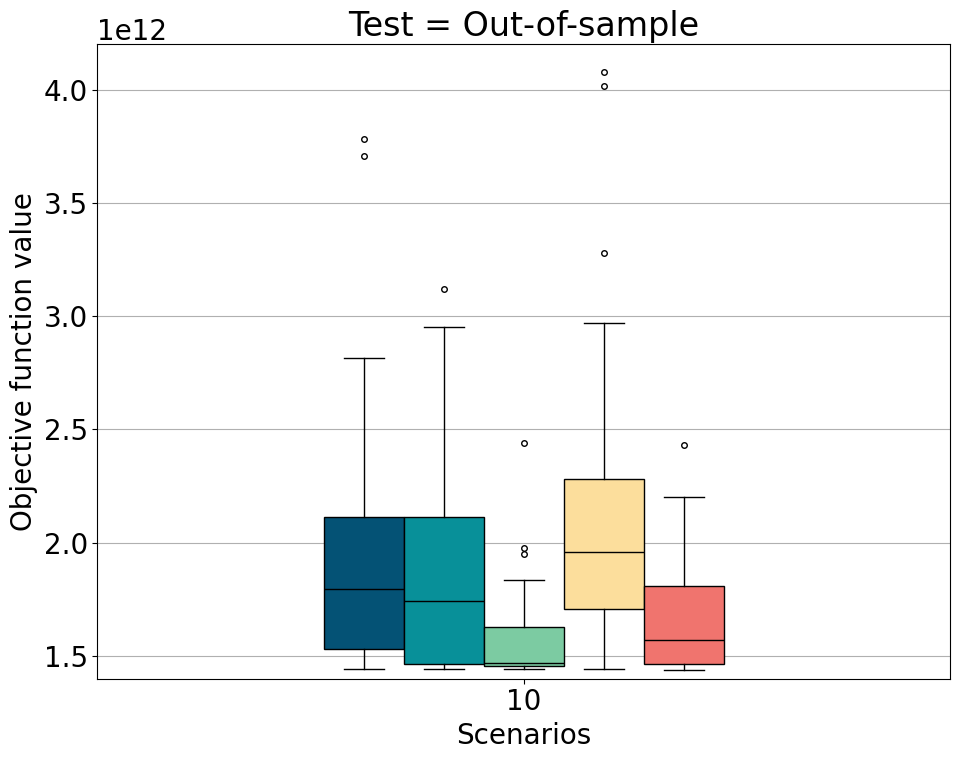 Test = Out-of-sample
1e12
4.0
3.5
3.0
2.5
2.0
1.5
Objective function value
10
Scenarios